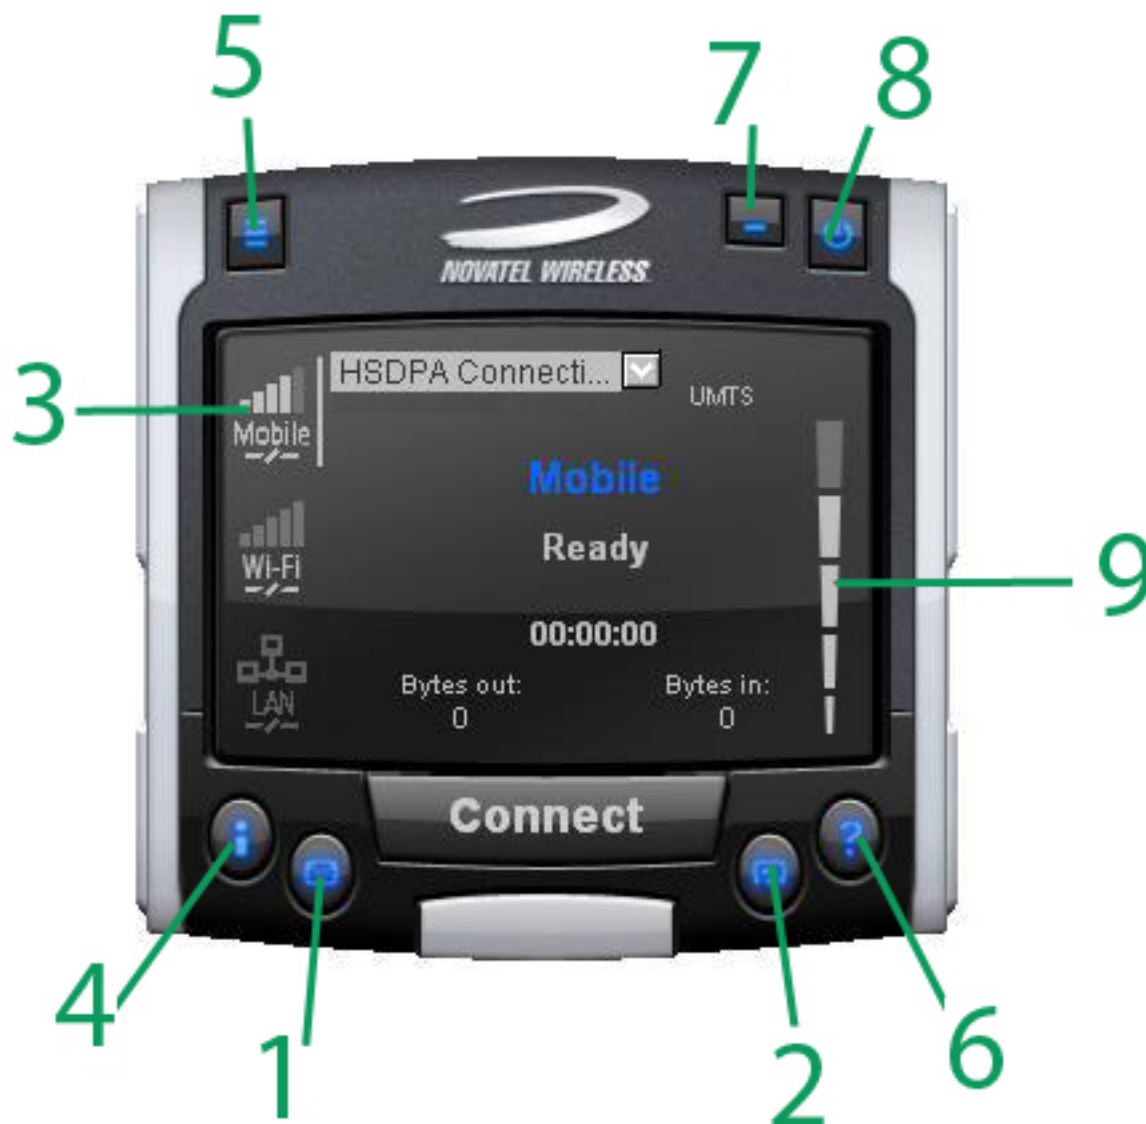 5
7
8
NOVATEL WIRELESS
3
HSDPA Connecti...
UMTS
Mobile
Mobile
Ready
Wi-Fi
9
00:00:00
Bytes out:
Bytes in:
0
0
LAN
Connect
i
?
4
1
2
6